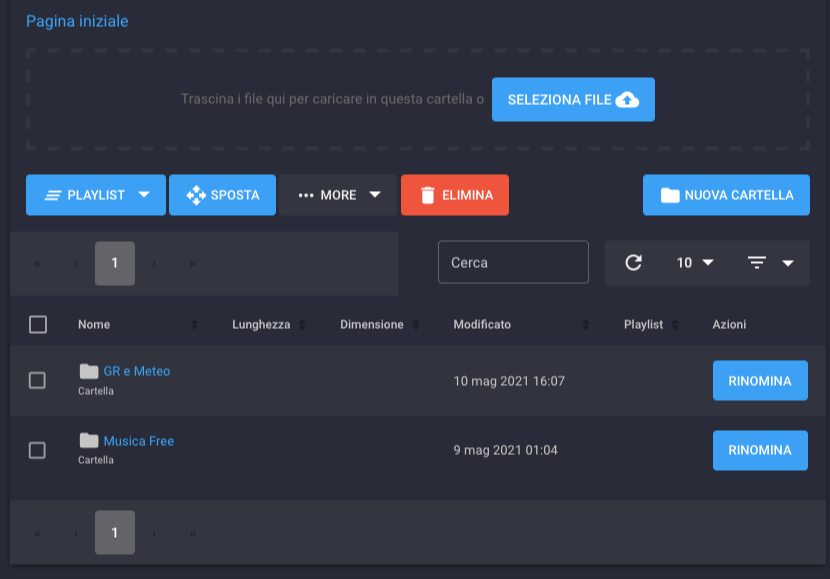 Pagina iniziale
Trascina i file qui per caricare in questa cartella o SELEZIONA FILE
PLAYLIST SPOSTA ••• MORE ELIMINA NUOVA CARTELLA
« ‹ 1 › » Cerca 10
Nome Lunghezza Dimensione Modificato Playlist Azioni
GR e Meteo 10 mag 2021 16:07 RINOMINA
Cartella
Musica Free 9 mag 2021 01:04 RINOMINA
Cartella
« ‹ 1 › »